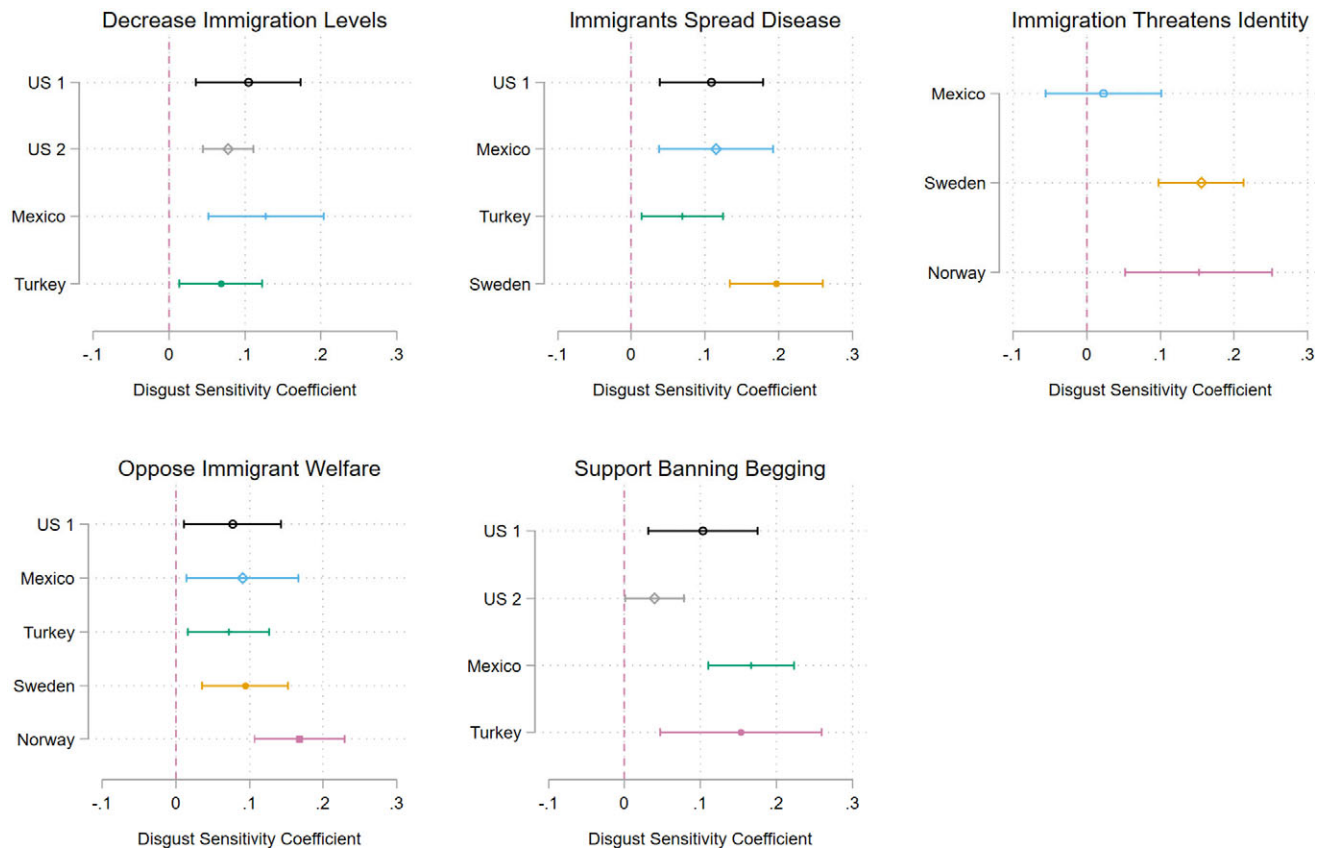 Decrease Immigration Levels
US 1
US 2
Mexico
Turkey
-.1 0 .1 .2 .3
Disgust Sensitivity Coefficient
Immigrants Spread Disease
US 1
Mexico
Turkey
Sweden
-.1 0 .1 .2 .3
Disgust Sensitivity Coefficient
Immigration Threatens Identity
Mexico
Sweden
Norway
-.1 0 .1 .2 .3
Disgust Sensitivity Coefficient
Oppose Immigrant Welfare
US 1
Mexico
Turkey
Sweden
Norway
-.1 0 .1 .2 .3
Disgust Sensitivity Coefficient
Support Banning Begging
US 1
US 2
Mexico
Turkey
-.1 0 .1 .2 .3
Disgust Sensitivity Coefficient